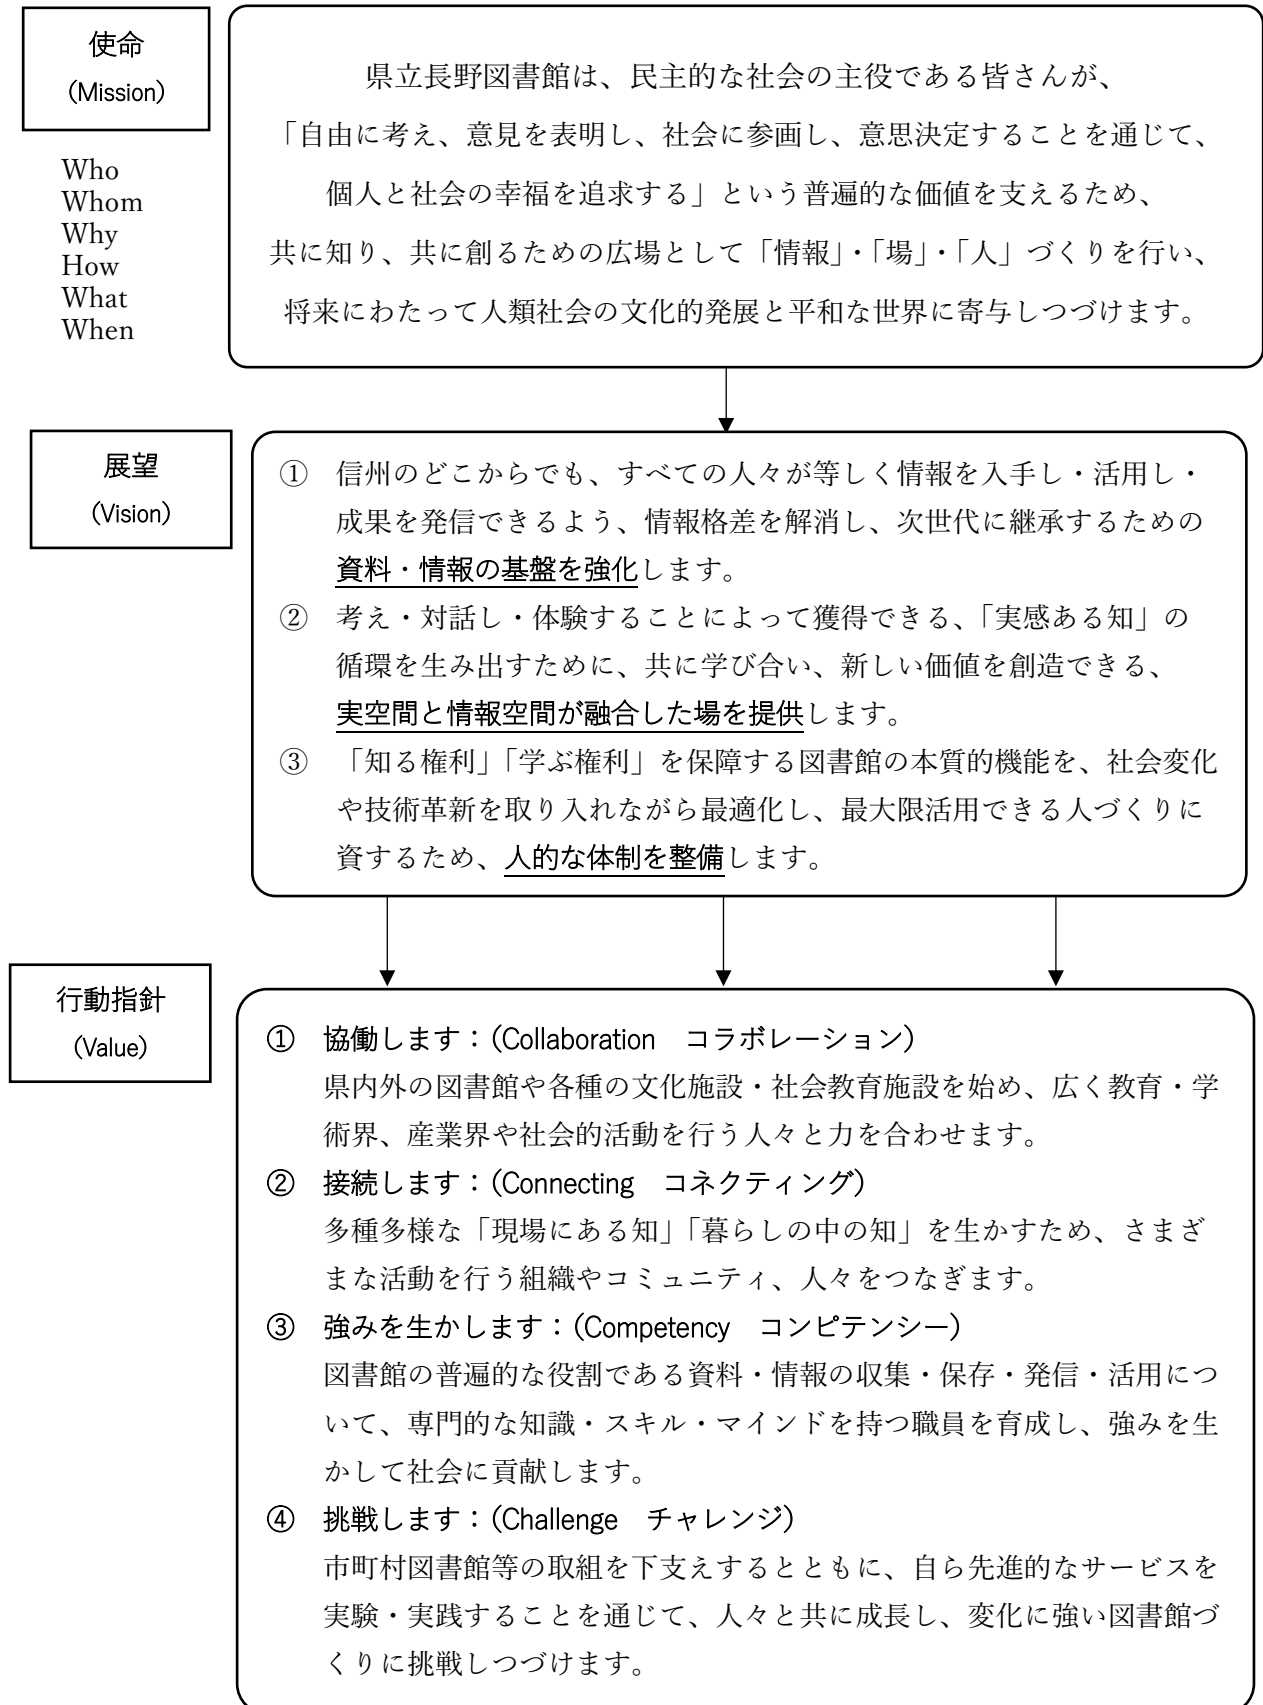 使命
(Mission)
Who
Whom
Why
How
What
When
県立長野図書館は、民主的な社会の主役である皆さんが、
「自由に考え、意見を表明し、社会に参画し、意思決定することを通じて、
個人と社会の幸福を追求する」という普遍的な価値を支えるため、
共に知り、共に創るための広場として「情報」・「場」・「人」づくりを行い、
将来にわたって人類社会の文化的発展と平和な世界に寄与しつづけます。
展望
(Vision)
① 信州のどこからでも、すべての人々が等しく情報を入手し・活用し・
成果を発信できるよう、情報格差を解消し、次世代に継承するための
資料・情報の基盤を強化します。
② 考え・対話し・体験することによって獲得できる、「実感ある知」の
循環を生み出すために、共に学び合い、新しい価値を創造できる、
実空間と情報空間が融合した場を提供します。
③ 「知る権利」「学ぶ権利」を保障する図書館の本質的機能を、社会変化
や技術革新を取り入れながら最適化し、最大限活用できる人づくりに
資するため、人的な体制を整備します。
行動指針
(Value)
① 協働します：（Collaboration　コラボレーション）
県内外の図書館や各種の文化施設・社会教育施設を始め、広く教育・学
術界、産業界や社会的活動を行う人々と力を合わせます。
② 接続します：（Connecting　コネクティング）
多種多様な「現場にある知」「暮らしの中の知」を生かすため、さまざ
まな活動を行う組織やコミュニティ、人々をつなぎます。
③ 強みを生かします：（Competency　コンピテンシー）
図書館の普遍的な役割である資料・情報の収集・保存・発信・活用につ
いて、専門的な知識・スキル・マインドを持つ職員を育成し、強みを生
かして社会に貢献します。
④ 挑戦します：（Challenge　チャレンジ）
市町村図書館等の取組を下支えするとともに、自ら先進的なサービスを
実験・実践することを通じて、人々と共に成長し、変化に強い図書館づ
くりに挑戦しつづけます。